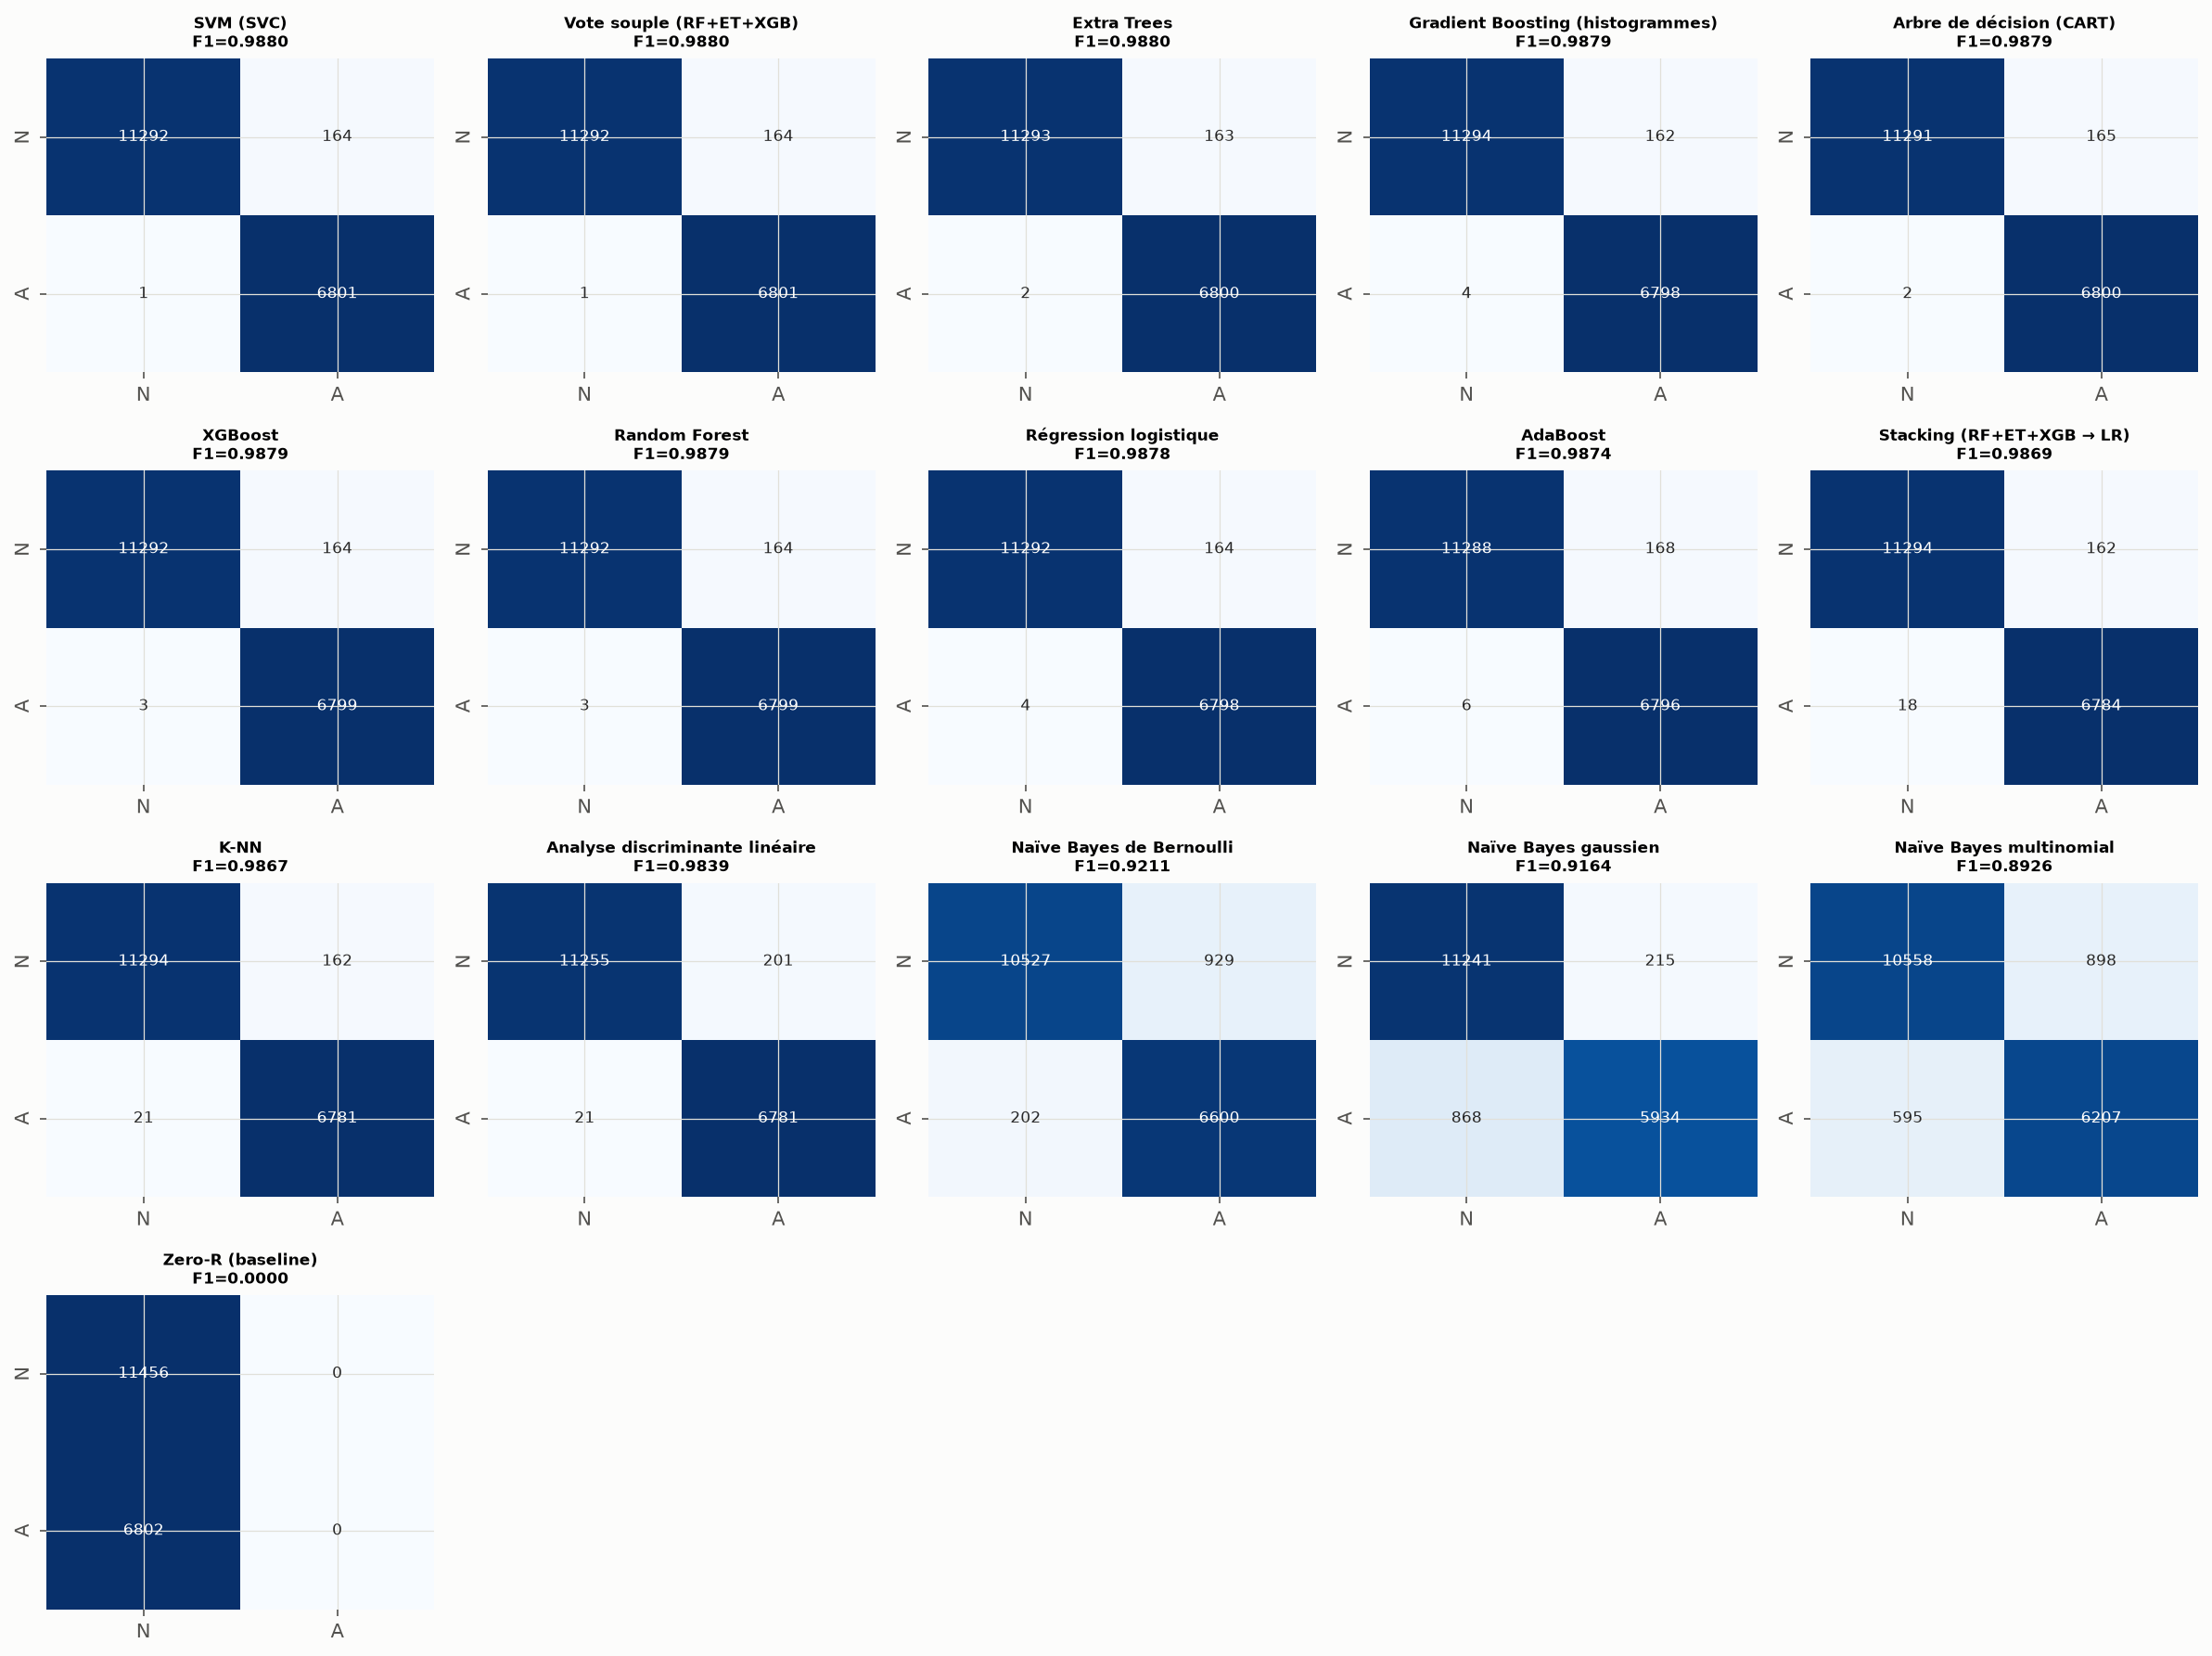 SVM (SVC)
F1=0.9880
N
11292
164
A
1
6801
N
A
Vote souple (RF+ET+XGB)
F1=0.9880
N
11292
164
A
1
6801
N
A
Extra Trees
F1=0.9880
N
11293
163
A
2
6800
N
A
Gradient Boosting (histogrammes)
F1=0.9879
N
11294
162
A
4
6798
N
A
Arbre de décision (CART)
F1=0.9879
N
11291
165
A
2
6800
N
A
XGBoost
F1=0.9879
N
11292
164
A
3
6799
N
A
Random Forest
F1=0.9879
N
11292
164
A
3
6799
N
A
Régression logistique
F1=0.9878
N
11292
164
A
4
6798
N
A
AdaBoost
F1=0.9874
N
11288
168
A
6
6796
N
A
Stacking (RF+ET+XGB → LR)
F1=0.9869
N
11294
162
A
18
6784
N
A
K-NN
F1=0.9867
N
11294
162
A
21
6781
N
A
Analyse discriminante linéaire
F1=0.9839
N
11255
201
A
21
6781
N
A
Naïve Bayes de Bernoulli
F1=0.9211
N
10527
929
A
202
6600
N
A
Naïve Bayes gaussien
F1=0.9164
N
11241
215
A
868
5934
N
A
Naïve Bayes multinomial
F1=0.8926
N
10558
898
A
595
6207
N
A
Zero-R (baseline)
F1=0.0000
N
11456
0
A
6802
0
N
A